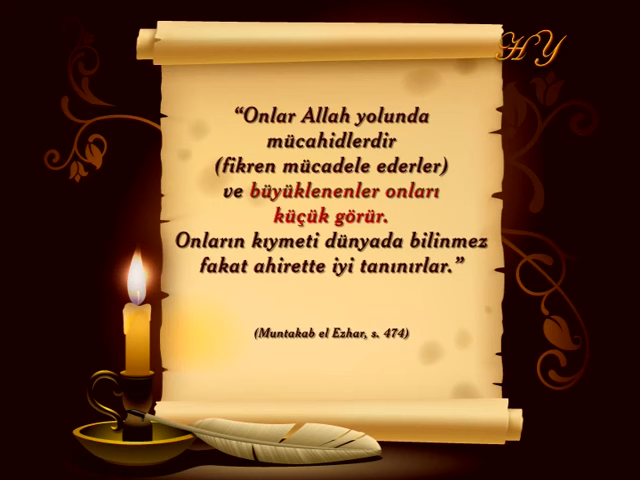 HY
“Onlar Allah yolunda
mücahidlerdir
(fikren mücadele ederler)
ve büyüklenenler onları
küçük görür.
Onların kıymeti dünyada bilinmez
fakat ahirette iyi tanınırlar.”
(Muntakab el Ezhar, s. 474)